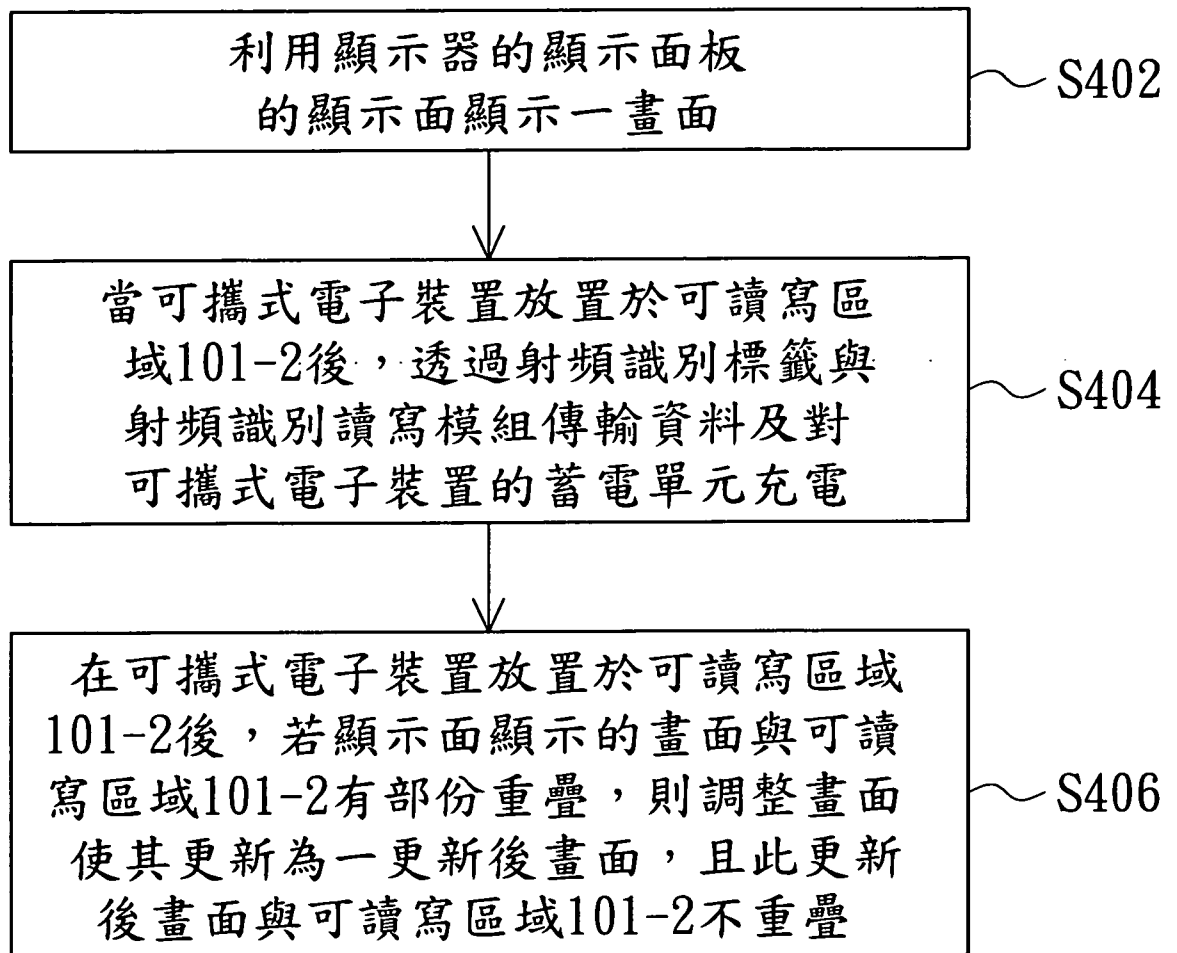 利用顯示器的顯示面板
的顯示面顯示一畫面
S402
當可攜式電子裝置放置於可讀寫區
域101-2後，透過射頻識別標籤與
射頻識別讀寫模組傳輸資料及對
可攜式電子裝置的蓄電單元充電
S404
在可攜式電子裝置放置於可讀寫區域
101-2後，若顯示面顯示的畫面與可讀
寫區域101-2有部份重疊，則調整畫面
使其更新為一更新後畫面，且此更新
後畫面與可讀寫區域101-2不重疊
S406